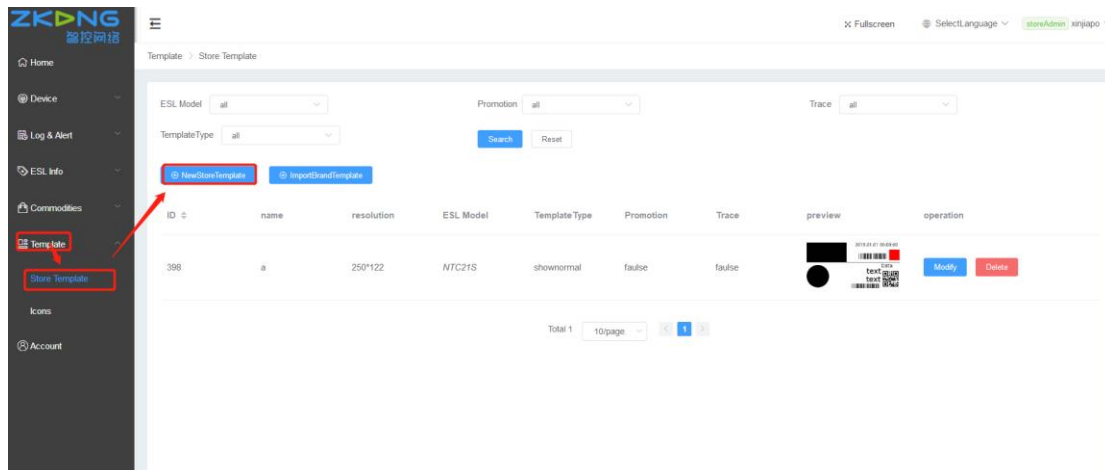 ZKDNG
智控网络
Fullscreen
SelectLanguage
storeAdmin xinjiapo
Home
Device
Log & Alert
ESL Info
Commodities
Template
Store Template
Icons
Account
Template > Store Template
ESL Model all
Promotion all
Trace all
TemplateType all
Search Reset
NewStoreTemplate ImportBrandTemplate
ID name resolution ESL Model TemplateType Promotion Trace preview operation
398 a 250*122 NTC21S shownormal faulse faulse Modify Delete
text
text
Total 1 10/page < 1 >